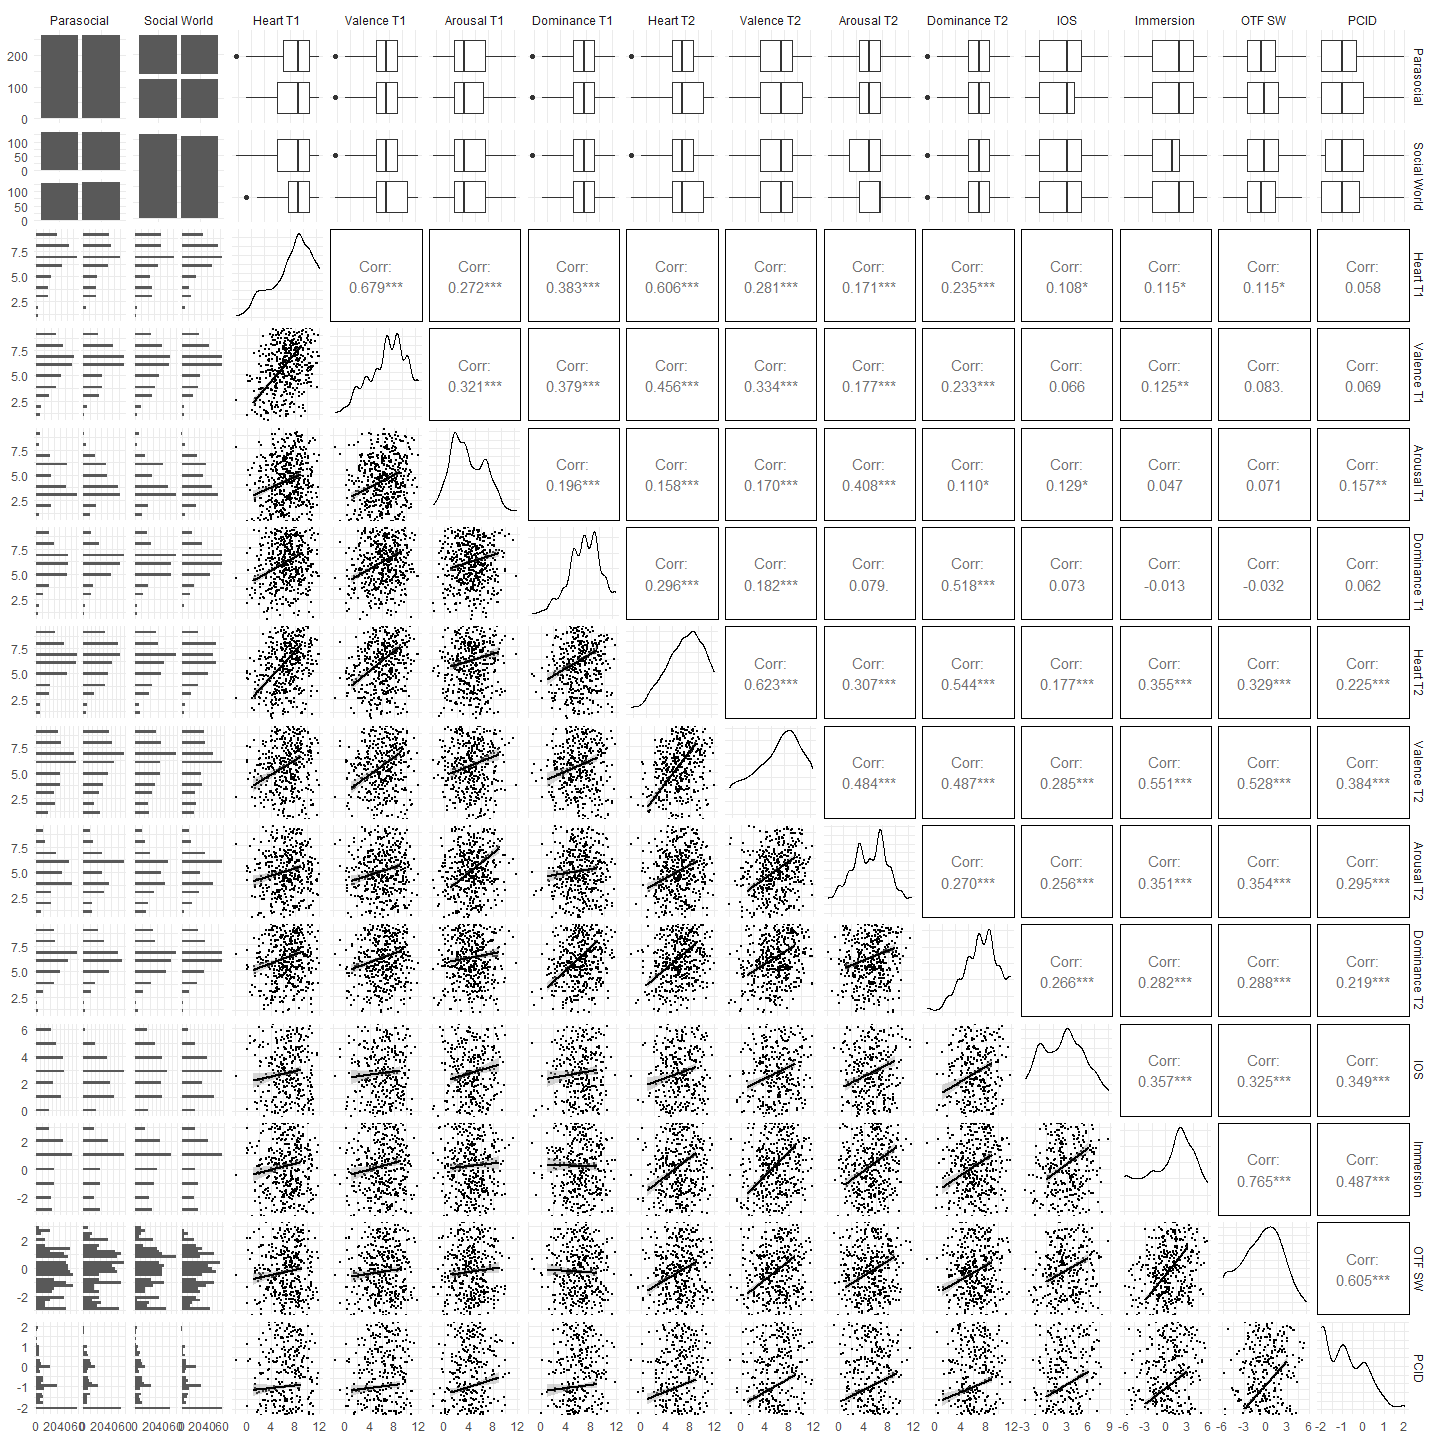 Parasocial Social World Heart T1 Valence T1 Arousal T1 Dominance T1 Heart T2 Valence T2 Arousal T2 Dominance T2 IOS Immersion OTF SW PCID
200
100
0
Parasocial
100
50
0
100
50
0
Social World
7.5
5.0
2.5
Corr: Corr: Corr: Corr: Corr: Corr: Corr: Corr: Corr: Corr: Corr:
0.679*** 0.272*** 0.383*** 0.606*** 0.281*** 0.171*** 0.235*** 0.108* 0.115* 0.115* 0.058
Heart T1
7.5
5.0
2.5
Corr: Corr: Corr: Corr: Corr: Corr: Corr: Corr: Corr: Corr:
0.321*** 0.379*** 0.456*** 0.334*** 0.177*** 0.233*** 0.066 0.125** 0.083. 0.069
Valence T1
7.5
5.0
2.5
Corr: Corr: Corr: Corr: Corr: Corr: Corr: Corr: Corr:
0.196*** 0.158*** 0.170*** 0.408*** 0.110* 0.129* 0.047 0.071 0.157**
Arousal T1
7.5
5.0
2.5
Corr: Corr: Corr: Corr: Corr: Corr: Corr: Corr:
0.296*** 0.182*** 0.079. 0.518*** 0.073 -0.013 -0.032 0.062
Dominance T1
7.5
5.0
2.5
Corr: Corr: Corr: Corr: Corr: Corr: Corr:
0.623*** 0.307*** 0.544*** 0.177*** 0.355*** 0.329*** 0.225***
Heart T2
7.5
5.0
2.5
Corr: Corr: Corr: Corr: Corr: Corr:
0.484*** 0.487*** 0.285*** 0.551*** 0.528*** 0.384***
Valence T2
7.5
5.0
2.5
Corr: Corr: Corr: Corr: Corr:
0.270*** 0.256*** 0.351*** 0.354*** 0.295***
Arousal T2
7.5
5.0
2.5
Corr: Corr: Corr: Corr:
0.266*** 0.282*** 0.288*** 0.219***
Dominance T2
6
4
2
0
Corr: Corr: Corr:
0.357*** 0.325*** 0.349***
IOS
2
0
-2
Corr: Corr:
0.765*** 0.487***
Immersion
2
0
-2
Corr:
0.605***
OTF SW
2
1
0
-1
-2
PCID
0 20 40 60 0 20 40 60 0 20 40 60 0 20 40 60 0 4 8 12 0 4 8 12 0 4 8 12 0 4 8 12 0 4 8 12 0 4 8 12 0 4 8 12 0 4 8 12 -3 0 3 6 9 -6 -3 0 3 6 -6 -3 0 3 6 -2 -1 0 1 2